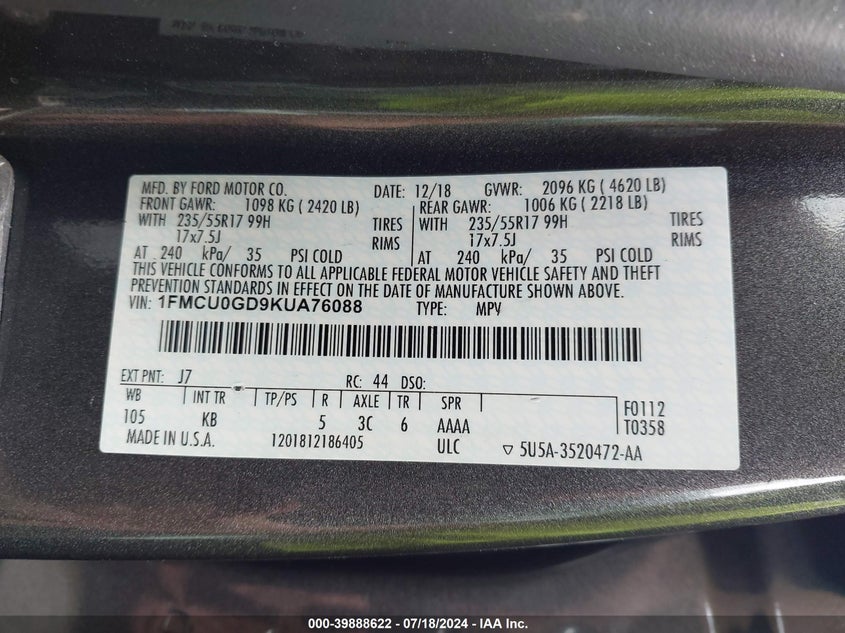 MFD. BY FORD MOTOR CO. DATE: 12/18 GVWR: 2096 KG ( 4620 LB)
FRONT GAWR: 1098 KG ( 2420 LB) REAR GAWR: 1006 KG ( 2218 LB)
WITH 235/55R17 99H TIRES WITH 235/55R17 99H TIRES
17x7.5J RIMS 17x7.5J RIMS
AT 240 kPa/ 35 PSI COLD AT 240 kPa/ 35 PSI COLD
THIS VEHICLE CONFORMS TO ALL APPLICABLE FEDERAL MOTOR VEHICLE SAFETY AND THEFT
PREVENTION STANDARDS IN EFFECT ON THE DATE OF MANUFACTURE SHOWN ABOVE.
VIN: 1FMCU0GD9KUA76088 TYPE: MPV
EXT PNT: J7 RC: 44 DSO:
WB INT TR TP/PS R AXLE TR SPR F0112
105 KB 5 3C 6 AAAA T0358
MADE IN U.S.A. 1201812186405 ULC ▽ 5U5A-3520472-AA
000-39888622 - 07/18/2024 - IAA Inc.